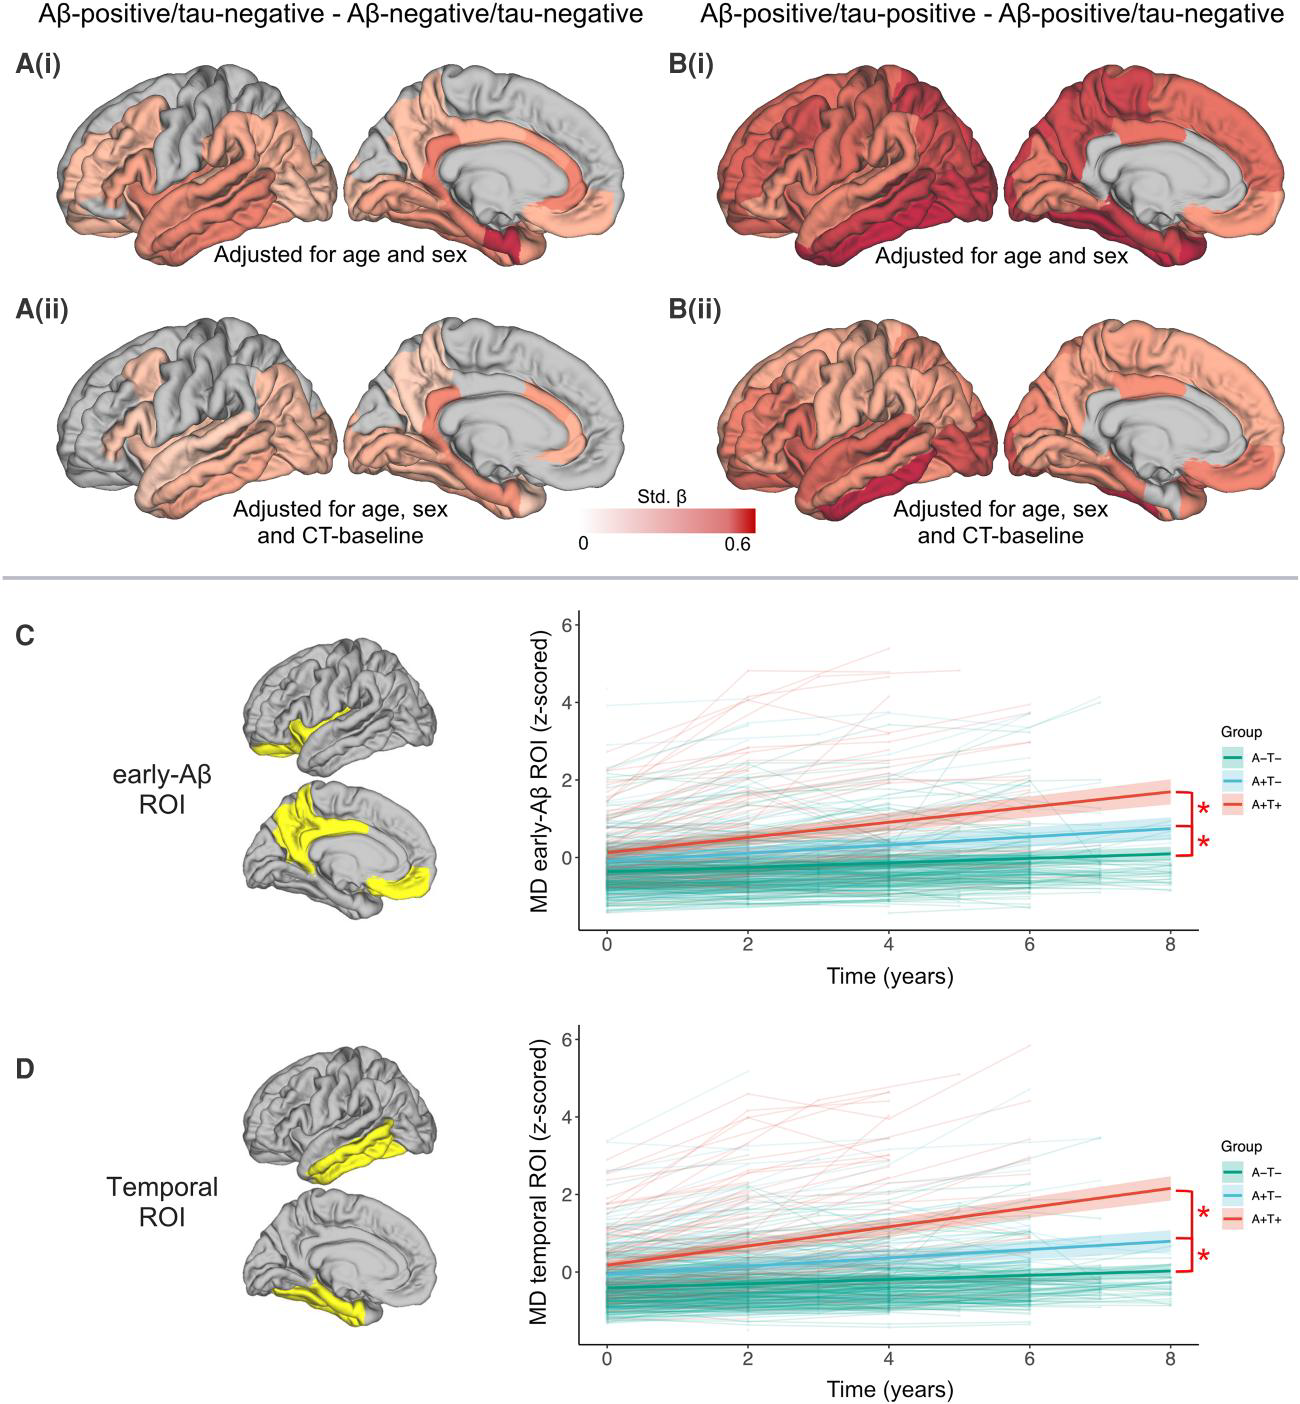 Aβ-positive/tau-negative - Aβ-negative/tau-negative
Aβ-positive/tau-positive - Aβ-positive/tau-negative
A(i)
B(i)
Adjusted for age and sex
Adjusted for age and sex
A(ii)
B(ii)
Adjusted for age, sex
and CT-baseline
Std. β
0
0.6
Adjusted for age, sex
and CT-baseline
C
early-Aβ
ROI
MD early-Aβ ROI (z-scored)
6
4
2
0
0
2
4
6
8
Time (years)
*
*
Group
A−T−
A+T−
A+T+
D
Temporal
ROI
MD temporal ROI (z-scored)
6
4
2
0
0
2
4
6
8
Time (years)
*
*
Group
A−T−
A+T−
A+T+